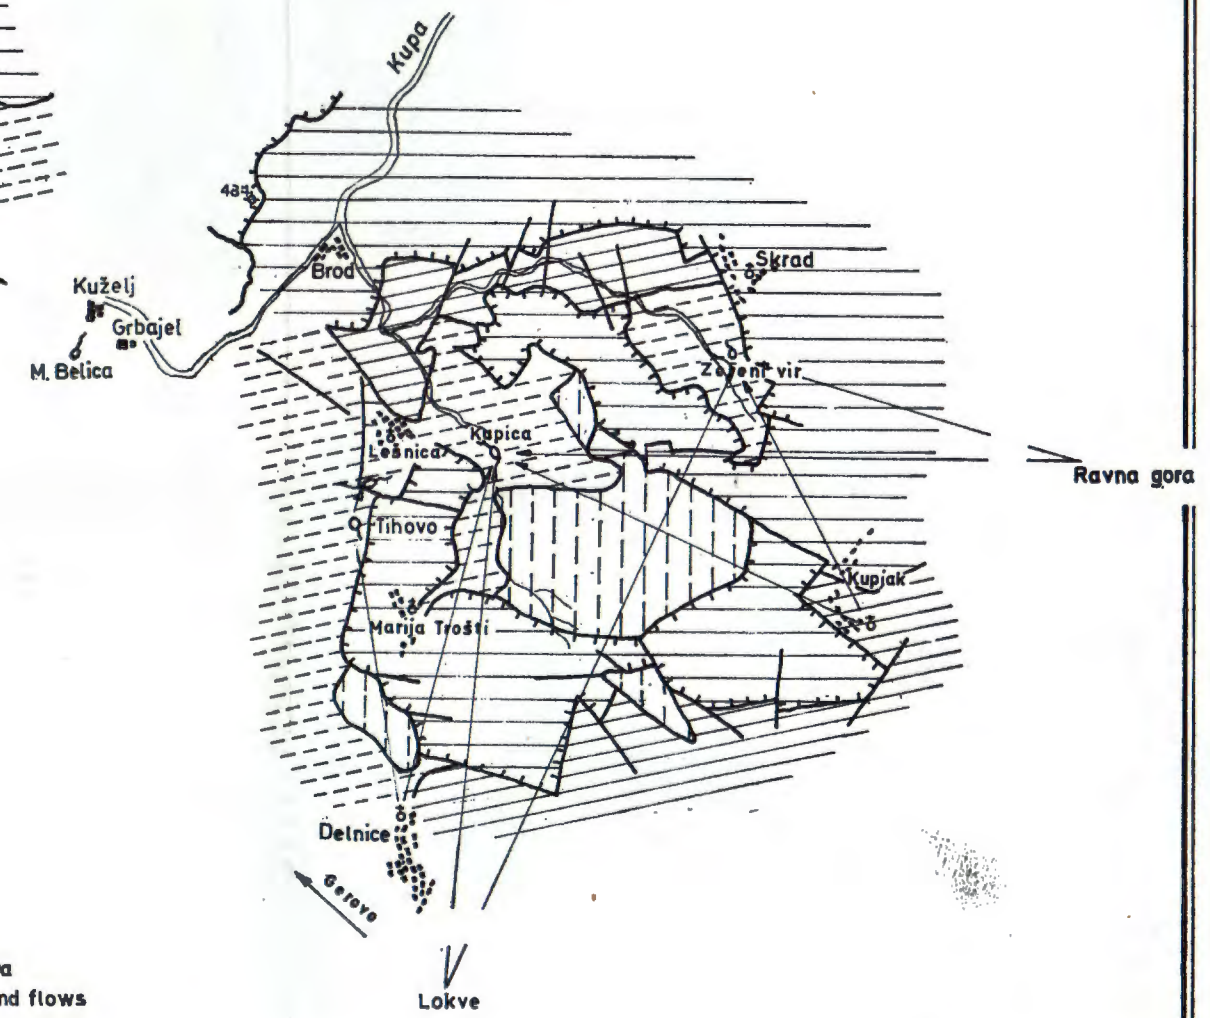 Kupa
484
Skrad
Brod
Kuželj
Grbajel
M. Belica
Zeleni vir
Kupica
Lešnica
Ravna gora
Tihovo
Kupjak
Marija Trošti
Delnice
Gerovo
a
nd flows
Lokve